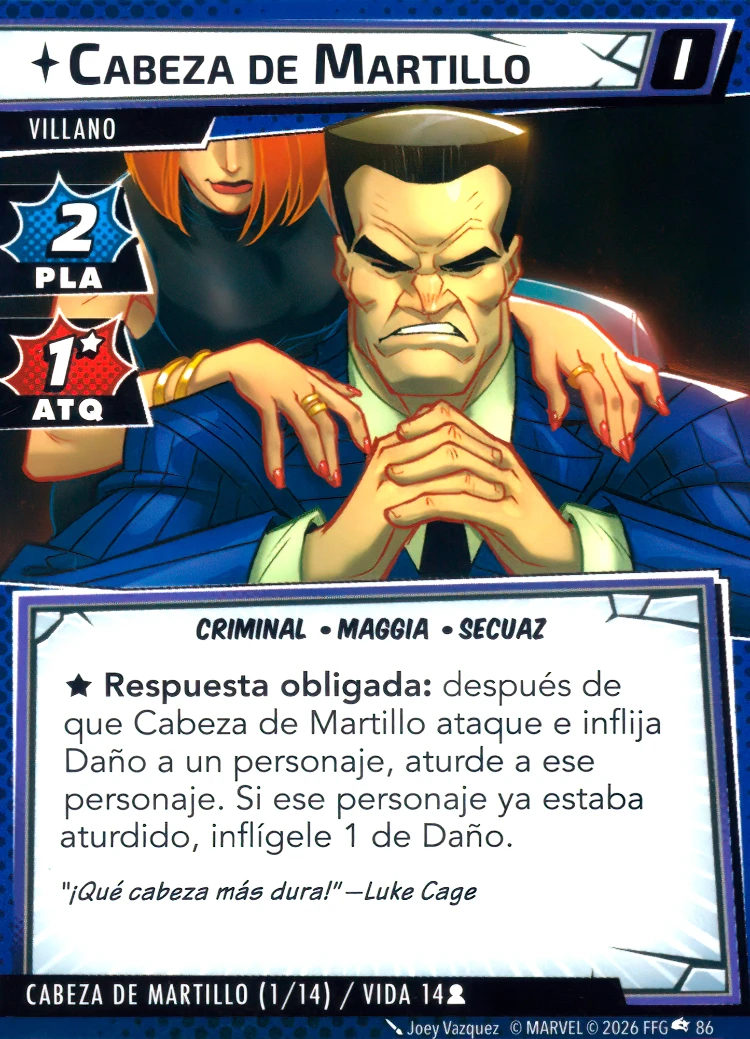 CABEZA DE MARTILLO
I
VILLANO
2
PLA
1
ATQ
CRIMINAL • MAGGIA • SECUAZ
★ Respuesta obligada: después de
que Cabeza de Martillo ataque e inflija
Daño a un personaje, aturde a ese
personaje. Si ese personaje ya estaba
aturdido, inflígele 1 de Daño.
"¡Qué cabeza más dura!" —Luke Cage
CABEZA DE MARTILLO (1/14) / VIDA 14
Joey Vazquez © MARVEL © 2026 FFG 86